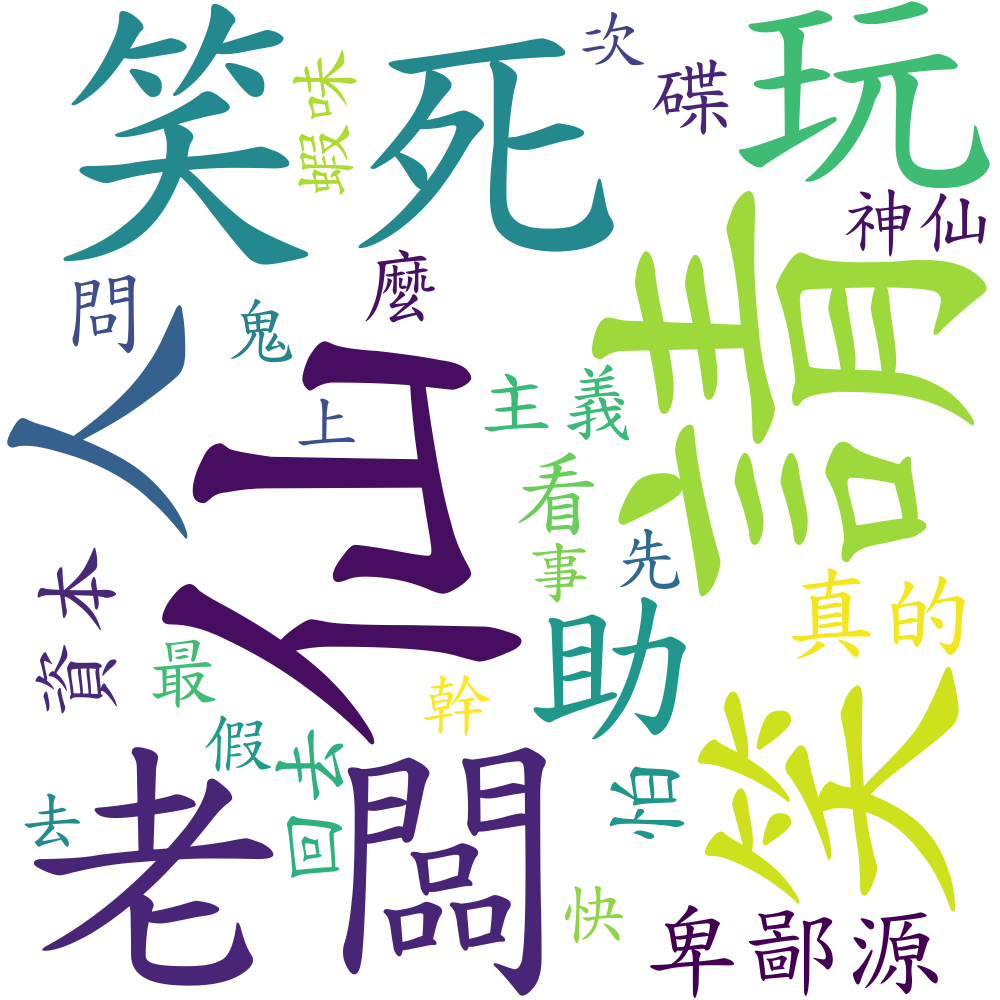 笑死
蝦味
次
碟
玩
神仙
請
問
鬼
麼
人
仙
上
主義
看
事
先
真的
資本
最
幹
助
笑
假
回去
怕
去
老闆
快
卑鄙源